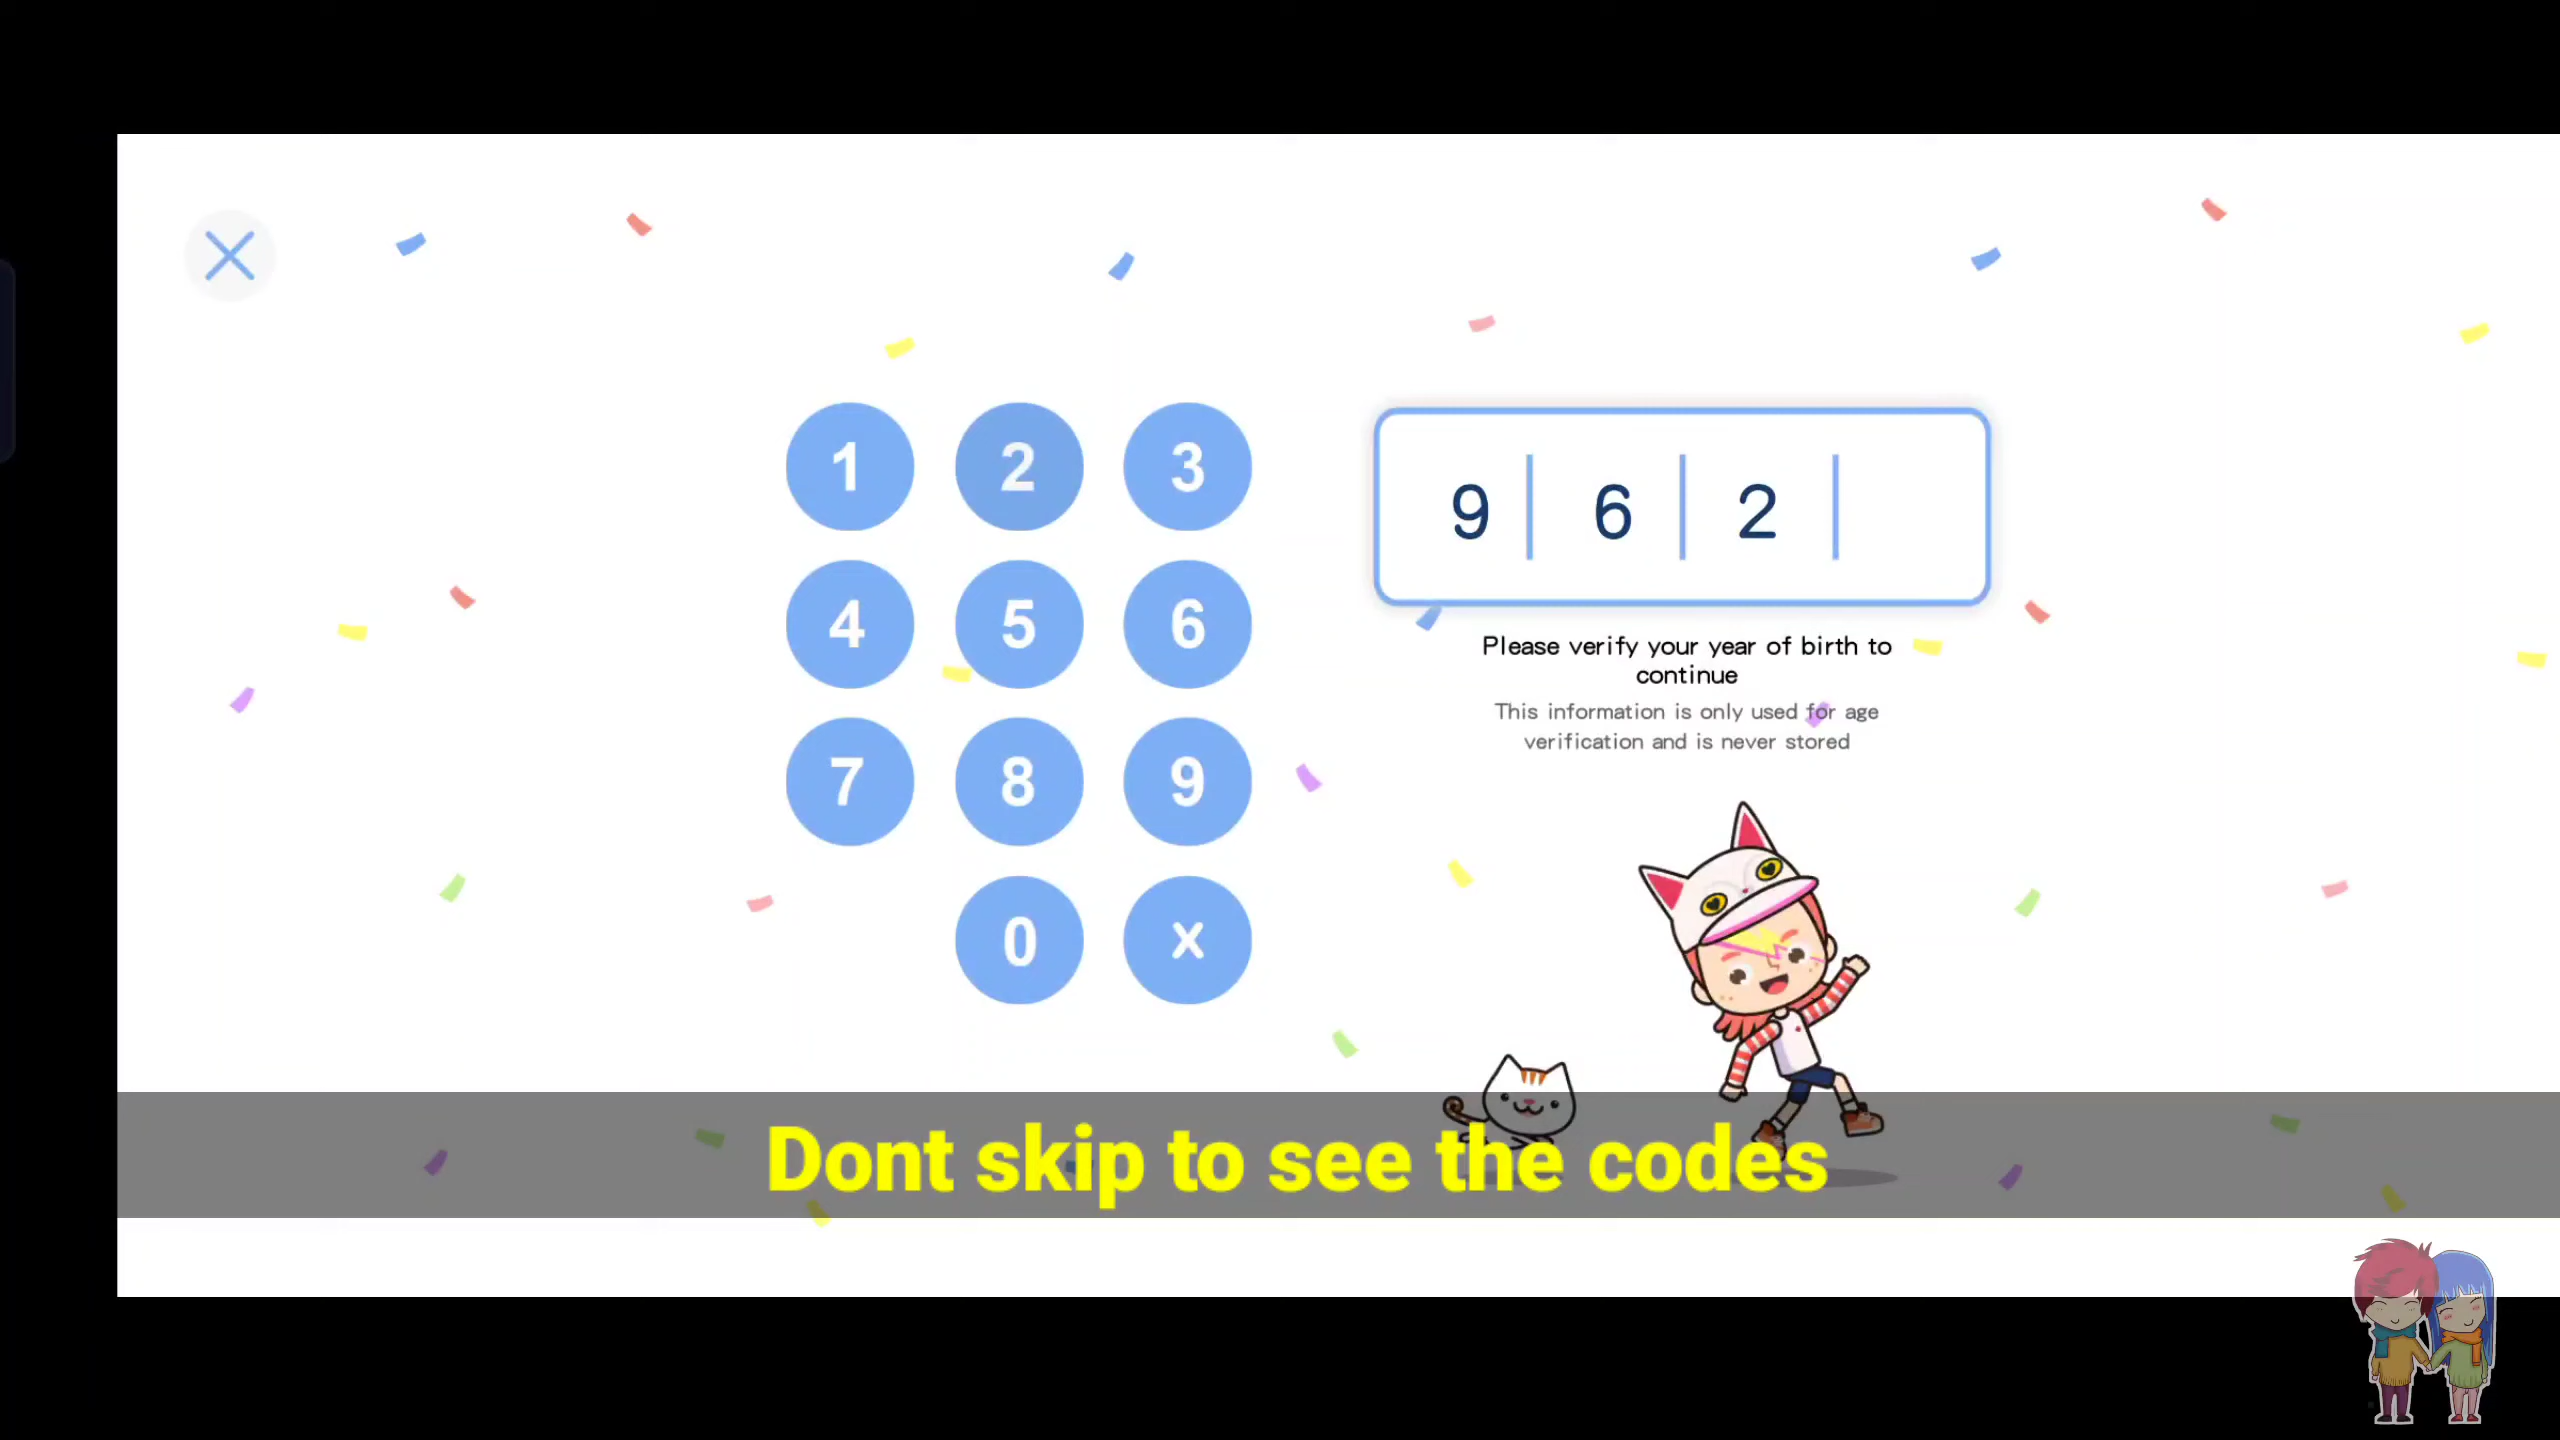 1 2 3
4 5 6
7 8 9
0 x
9 6 2
Please verify your year of birth to
continue
This information is only used for age
verification and is never stored
Dont skip to see the codes